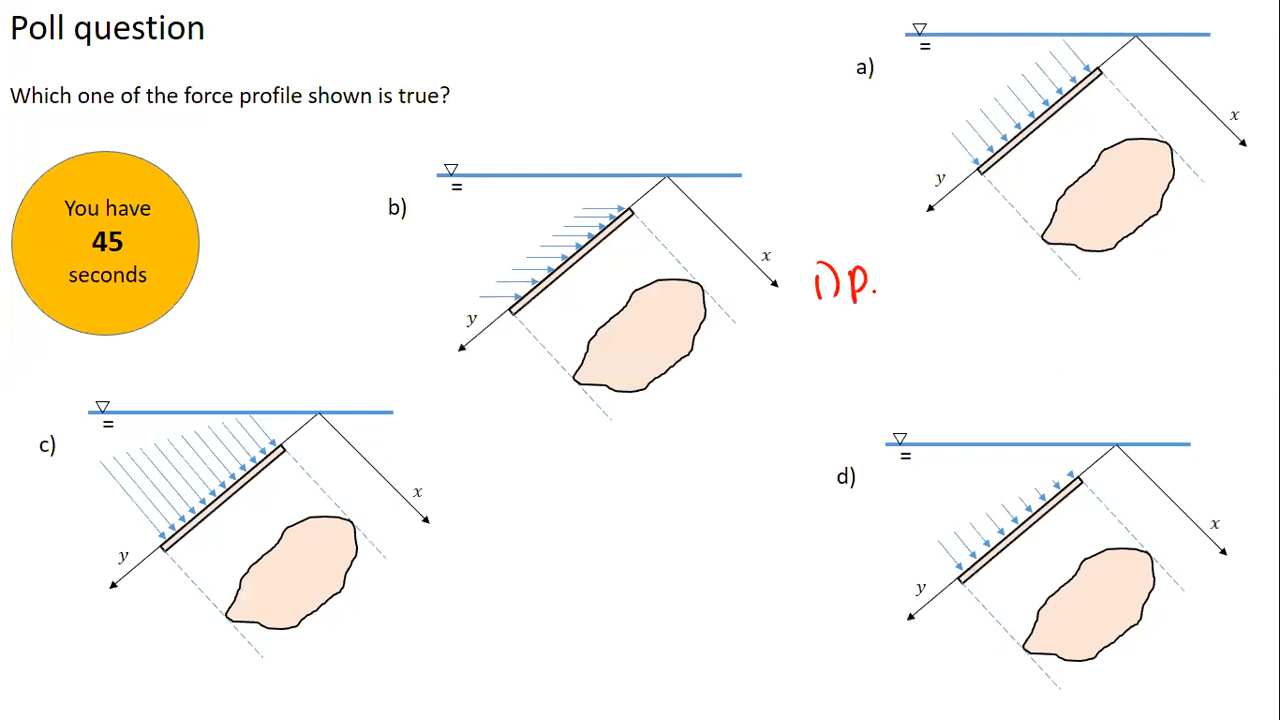 Poll question
Which one of the force profile shown is true?
You have
45
seconds
a)
x
y
b)
x
y
1) p.
c)
x
y
d)
x
y